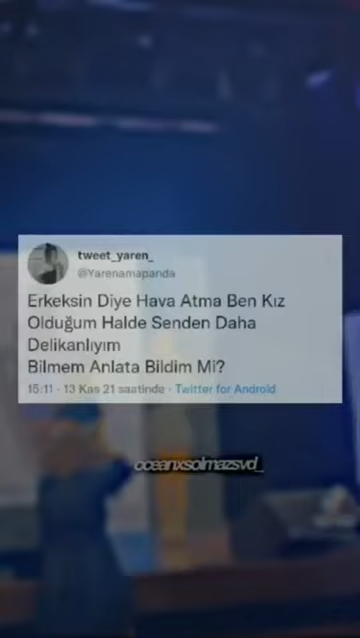 tweet_yaren_
@Yarenamapanda
Erkeksin Diye Hava Atma Ben Kız
Olduğum Halde Senden Daha
Delikanlıyım
Bilmem Anlata Bildim Mi?
15:11 · 13 Kas 21 saatinde · Twitter for Android
oceanxsolmazsvd_